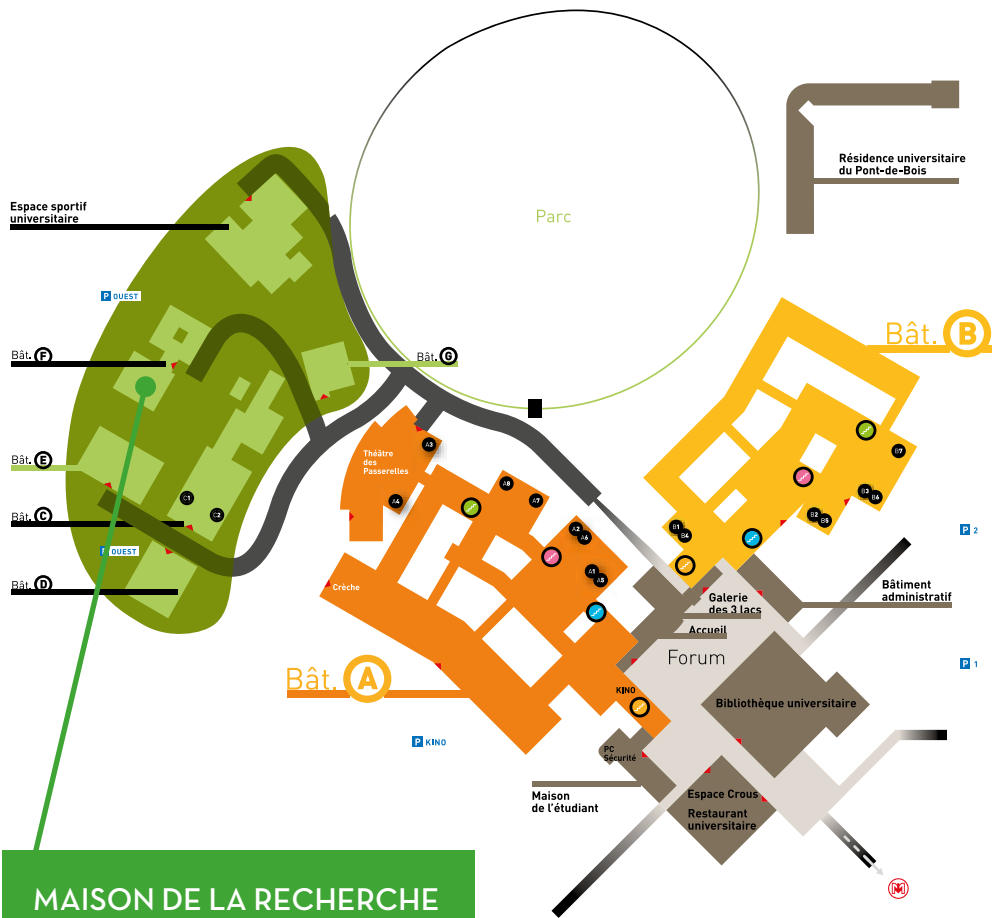 Résidence universitaire
du Pont-de-Bois
Espace sportif
universitaire
Parc
P OUEST
Bât. B
Bât. F
Bât. G
Théâtre
des
Passerelles
A3
A4
A8
A7
A2
A6
A1
A5
B7
B3
B6
B2
B5
B1
B4
Bât. E
C1
C2
Bât. C
P 2
OUEST
Bât. D
Crèche
Bâtiment
administratif
Galerie
des 3 lacs
Accueil
Forum
P 1
Bât. A
KINO
Bibliothèque universitaire
P KINO
PC
Sécurité
Maison
de l'étudiant
Espace Crous
Restaurant
universitaire
M
MAISON DE LA RECHERCHE